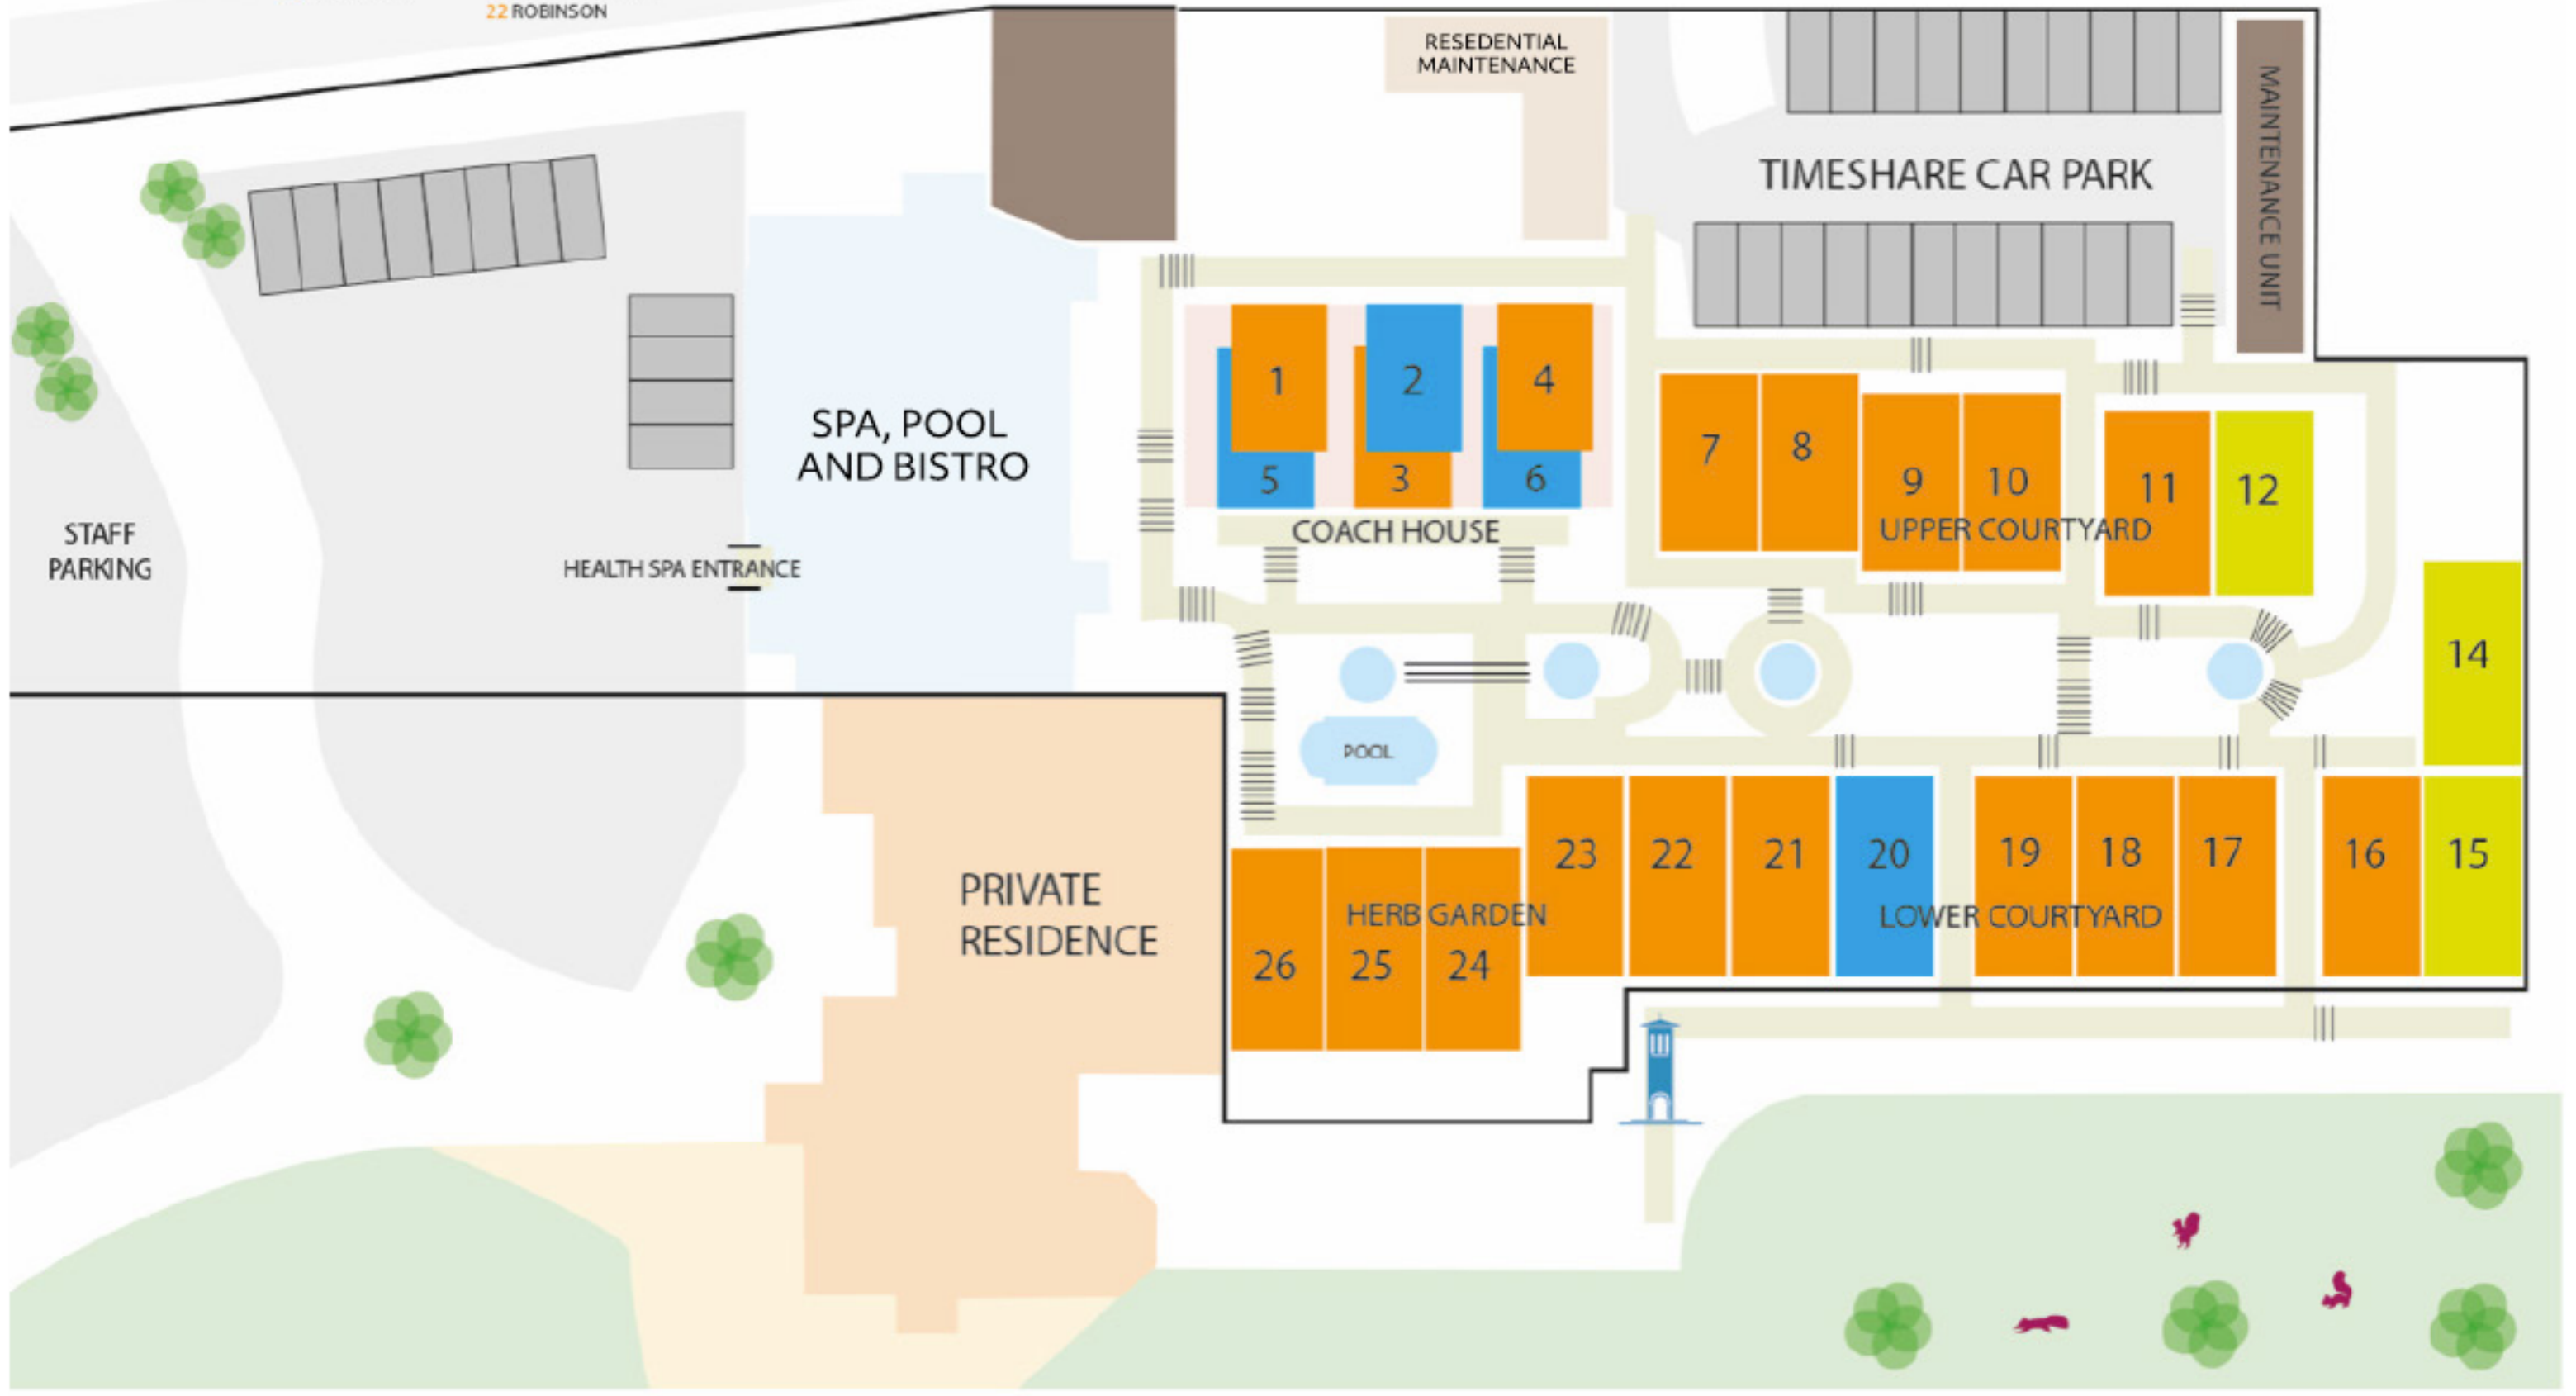 22 ROBINSON
RESEDENTIAL
MAINTENANCE
TIMESHARE CAR PARK
MAINTENANCE UNIT
SPA, POOL
AND BISTRO
STAFF
PARKING
HEALTH SPA ENTRANCE
1
2
4
5
3
6
COACH HOUSE
7
8
9
10
11
12
UPPER COURTYARD
14
POOL
23
22
21
20
19
18
17
16
15
LOWER COURTYARD
HERB GARDEN
26
25
24
PRIVATE
RESIDENCE